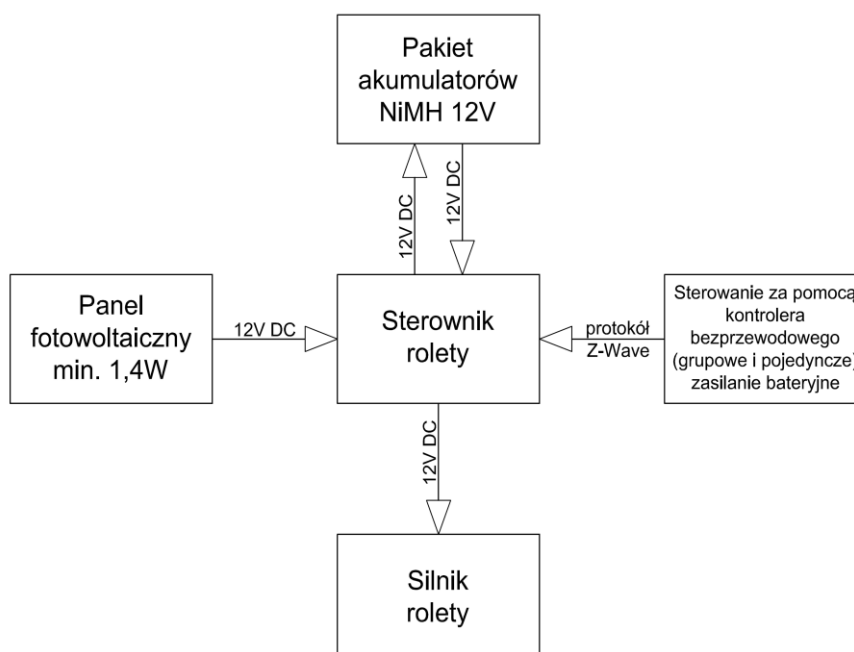 Pakiet
akumulatorów
NiMH 12V
12V DC
12V DC
Panel
fotowoltaiczny
min. 1,4W
12V DC
Sterownik
rolety
protokół
Z-Wave
Sterowanie za pomocą
kontrolera
bezprzewodowego
(grupowe i pojedyncze)
zasilanie bateryjne
12V DC
Silnik
rolety